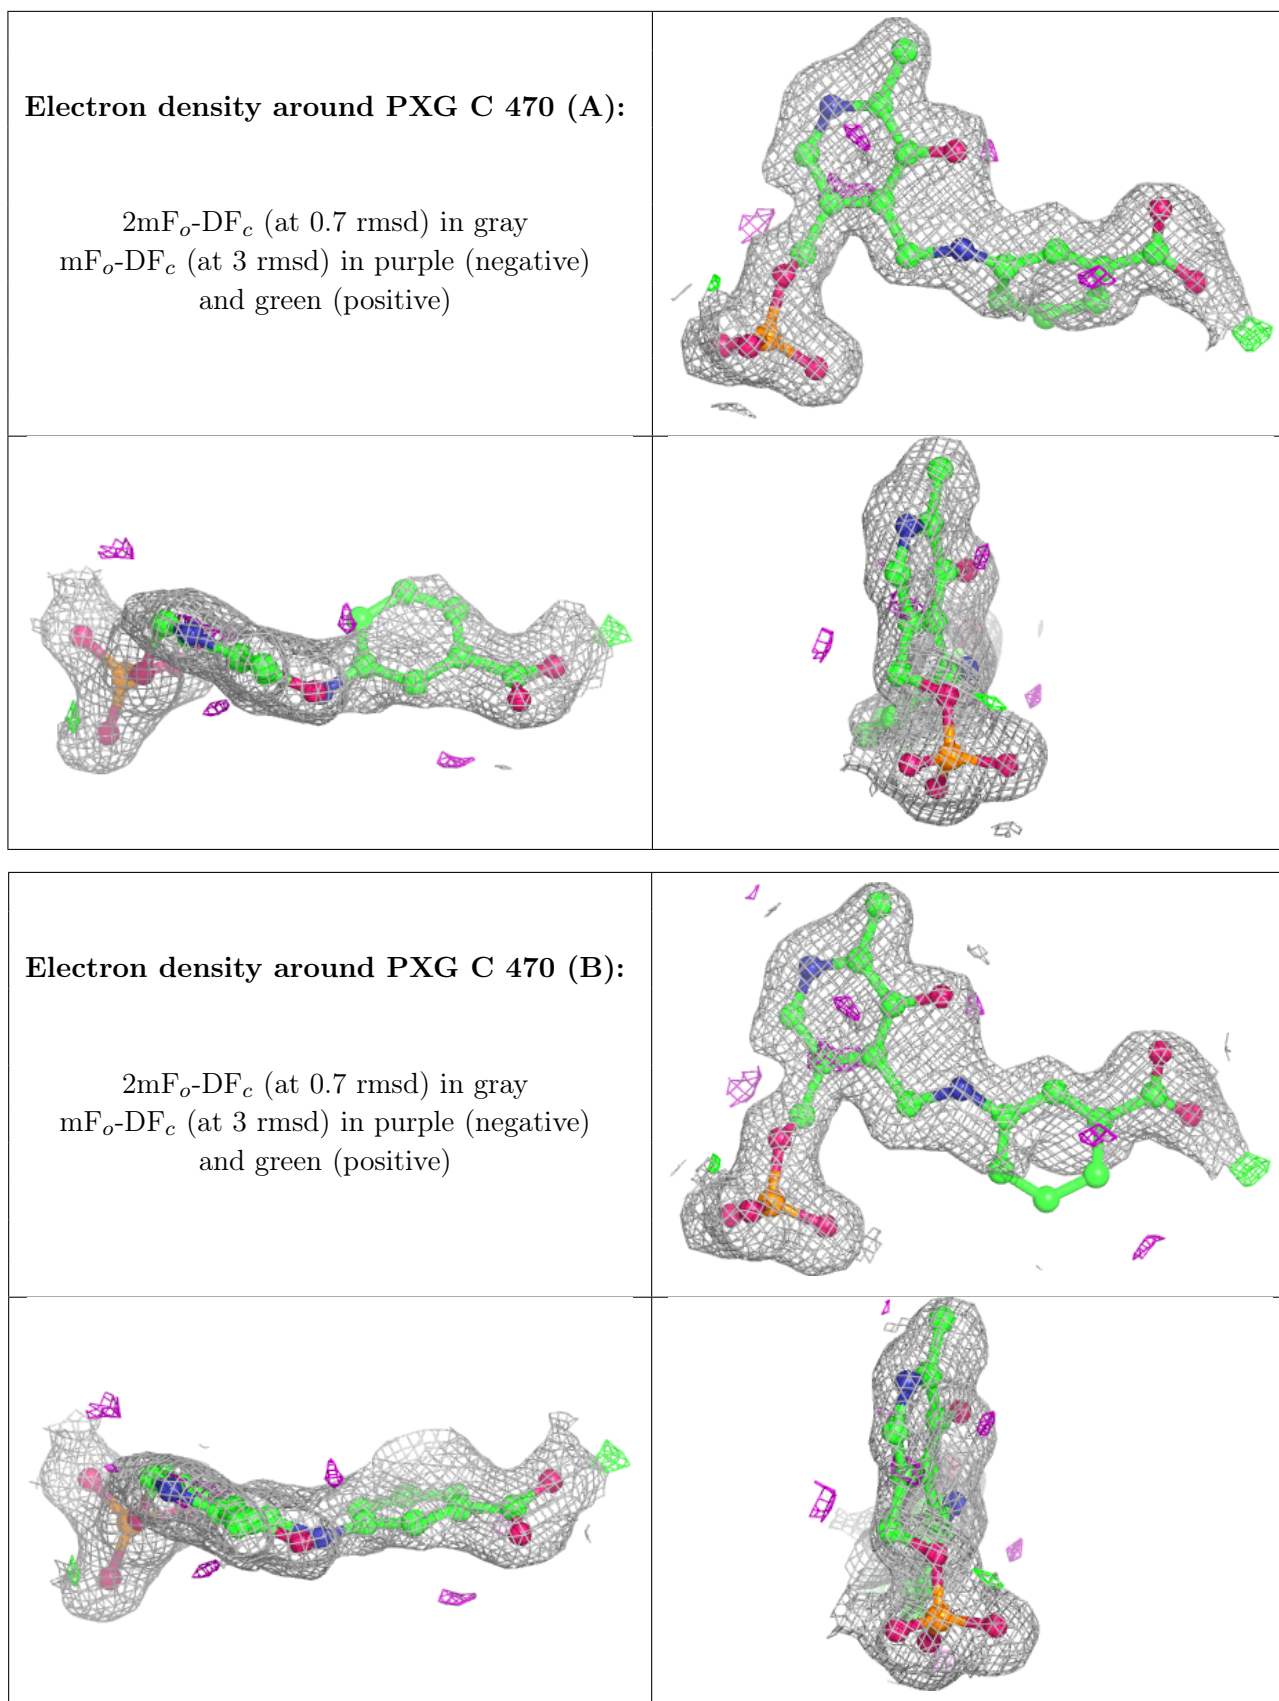 Electron density around PXG C 470 (A):
2mFo-DFc (at 0.7 rmsd) in gray
mFo-DFc (at 3 rmsd) in purple (negative)
and green (positive)
Electron density around PXG C 470 (B):
2mFo-DFc (at 0.7 rmsd) in gray
mFo-DFc (at 3 rmsd) in purple (negative)
and green (positive)